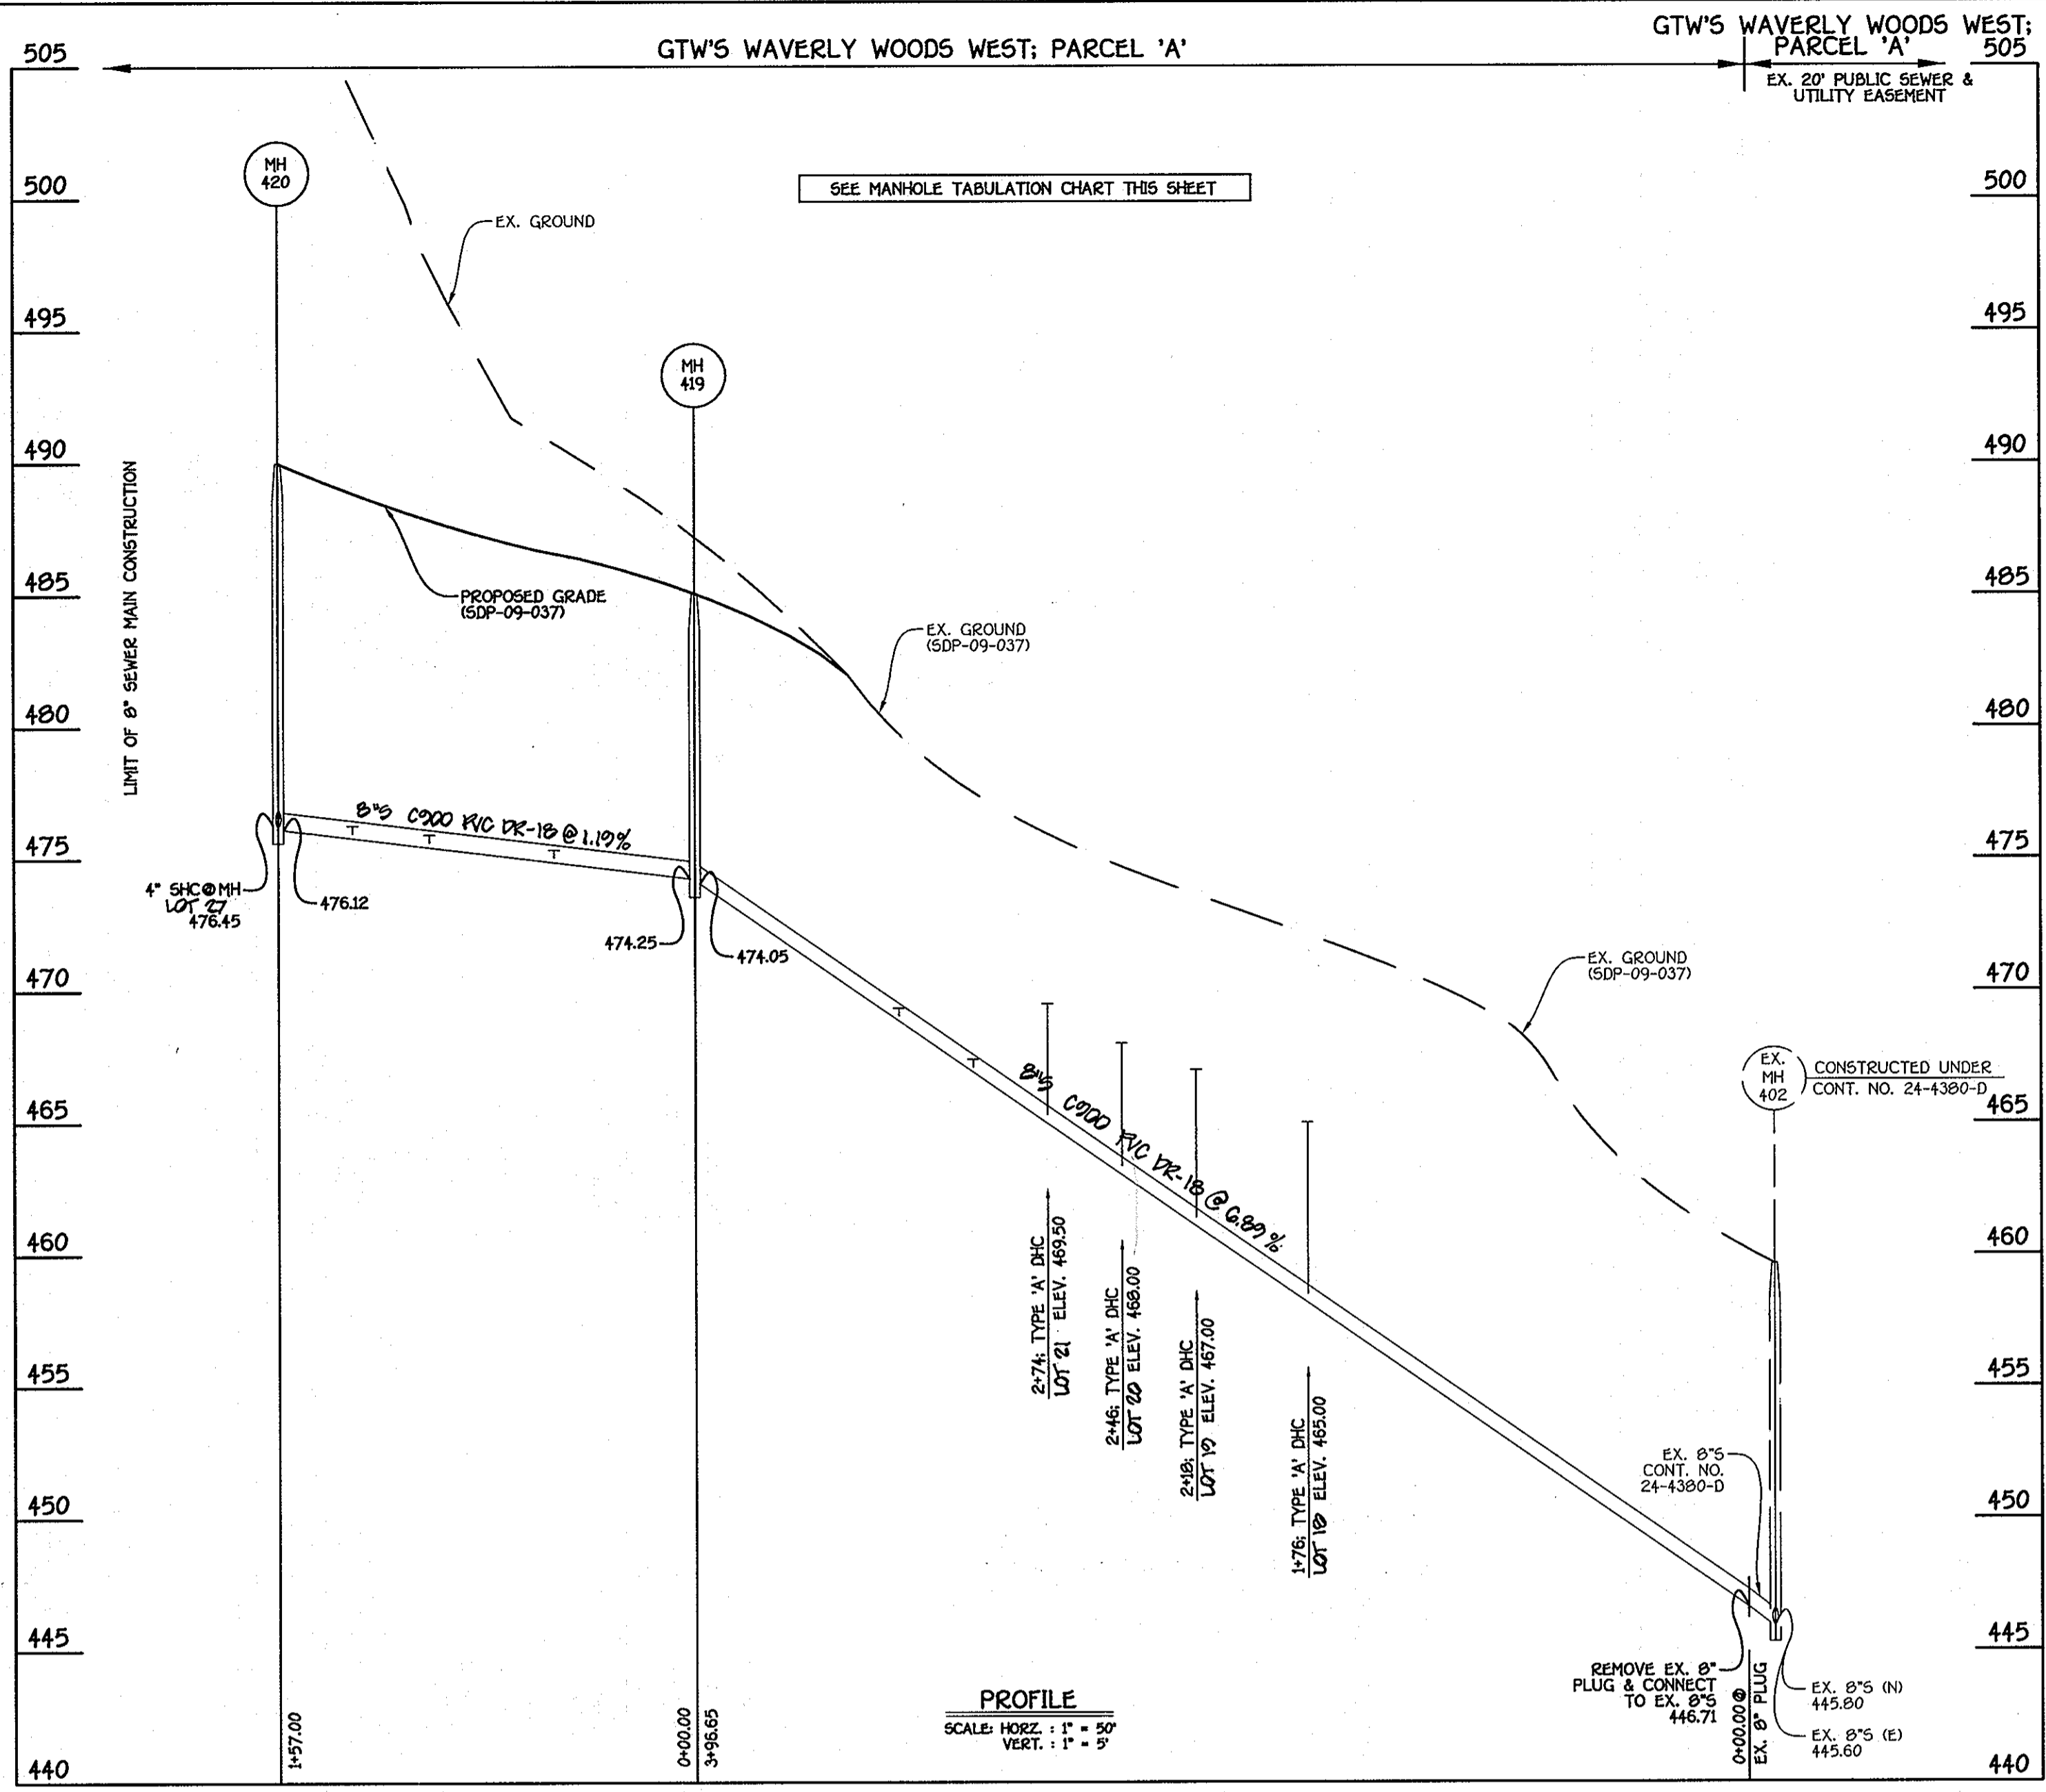 GTW'S WAVERLY WOODS WEST; PARCEL 'A'
GTW'S WAVERLY WOODS WEST;
PARCEL 'A'
EX. 20' PUBLIC SEWER &
UTILITY EASEMENT
505
500
495
490
485
480
475
470
465
460
455
450
445
440
505
500
495
490
485
480
475
470
465
460
455
450
445
440
MH
420
SEE MANHOLE TABULATION CHART THIS SHEET
EX. GROUND
MH
419
LIMIT OF 8" SEWER MAIN CONSTRUCTION
PROPOSED GRADE
(SDP-09-037)
EX. GROUND
(SDP-09-037)
8"S C900 PVC DR-18 @ 1.19%
4" SHC @ MH
LOT 27
476.45
476.12
474.25
474.05
EX. GROUND
(SDP-09-037)
EX.
MH
402
CONSTRUCTED UNDER
CONT. NO. 24-4380-D
8"S C900 PVC DR-18 @ 6.89%
2+74; TYPE 'A' DHC
LOT 21 ELEV. 469.50
2+46; TYPE 'A' DHC
LOT 20 ELEV. 468.00
2+18; TYPE 'A' DHC
LOT 19 ELEV. 467.00
1+76; TYPE 'A' DHC
LOT 18 ELEV. 465.00
EX. 8"S
CONT. NO.
24-4380-D
REMOVE EX. 8"
PLUG & CONNECT
TO EX. 8"S
446.71
0+00.00 @
EX. 8" PLUG
EX. 8"S (N)
445.80
EX. 8"S (E)
445.60
1+57.00
0+00.00
3+96.65
PROFILE
SCALE: HORZ. : 1" = 50'
VERT. : 1" = 5'